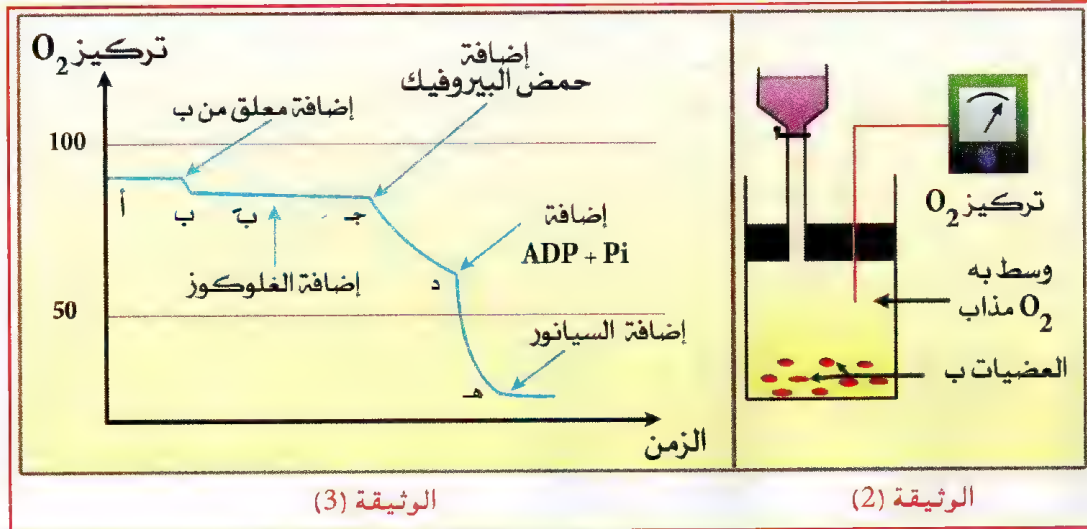 تركيز O2
إضافة
حمض البيروفيك
إضافة معلق من ب
100
أ
ب
بَ
جـ
إضافة
ADP + Pi
د
إضافة الغلوكوز
50
إضافة السيانور
هـ
الزمن
الوثيقة (3)
تركيز O2
وسط به
O2 مذاب
العضيات ب
الوثيقة (2)